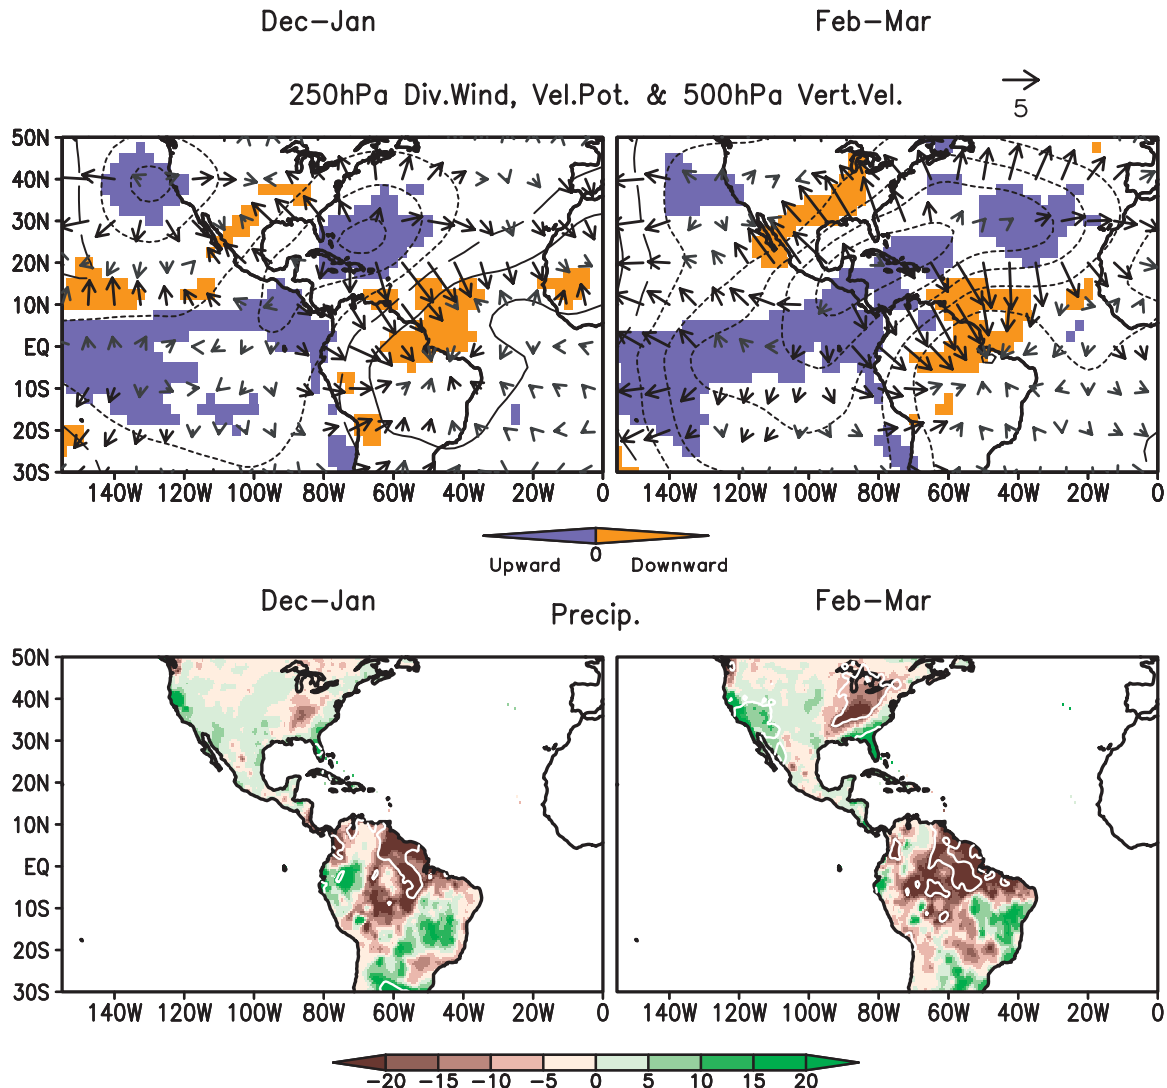 Dec-Jan Feb-Mar
250hPa Div.Wind, Vel.Pot. & 500hPa Vert.Vel.
5
50N
40N
30N
20N
10N
EQ
10S
20S
30S
140W 120W 100W 80W 60W 40W 20W 0 140W 120W 100W 80W 60W 40W 20W 0
0
Upward Downward
Dec-Jan Feb-Mar
Precip.
50N
40N
30N
20N
10N
EQ
10S
20S
30S
140W 120W 100W 80W 60W 40W 20W 0 140W 120W 100W 80W 60W 40W 20W 0
-20 -15 -10 -5 0 5 10 15 20